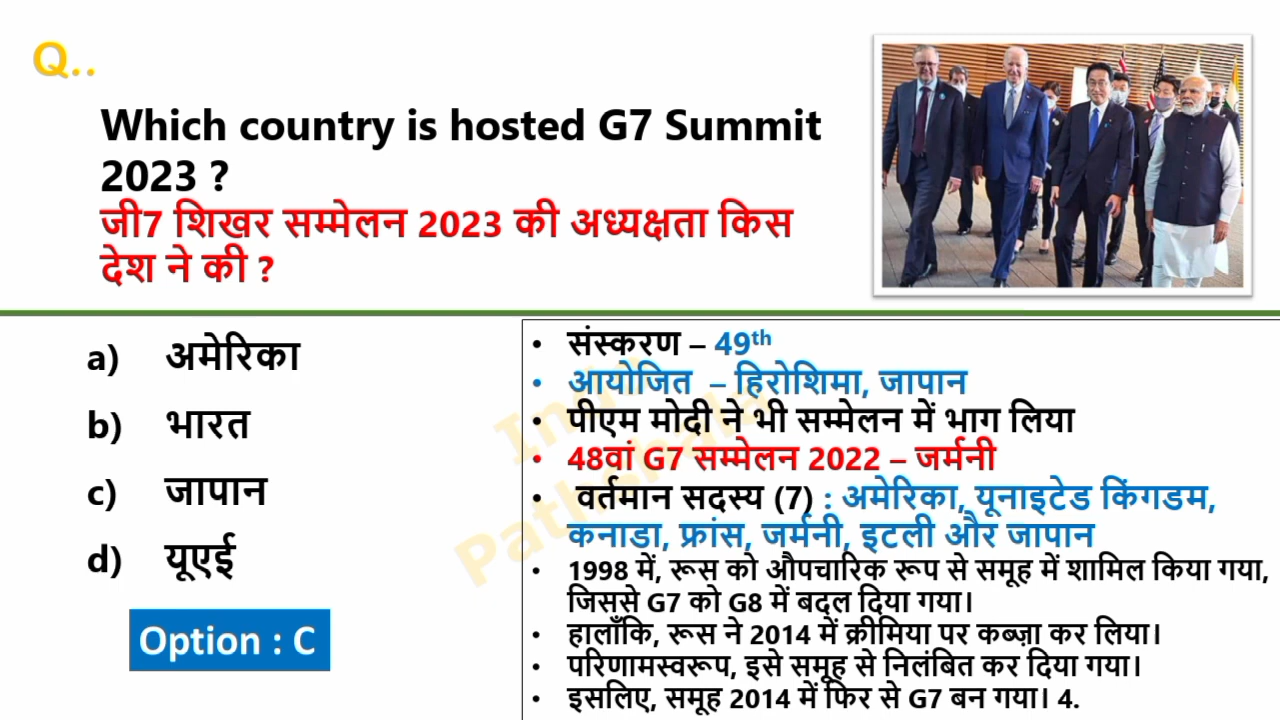 Q..
Which country is hosted G7 Summit
2023 ?
जी7 शिखर सम्मेलन 2023 की अध्यक्षता किस
देश ने की ?
a) अमेरिका
b) भारत
c) जापान
d) यूएई
Option : C
• संस्करण – 49th
• आयोजित – हिरोशिमा, जापान
• पीएम मोदी ने भी सम्मेलन में भाग लिया
• 48वां G7 सम्मेलन 2022 – जर्मनी
• वर्तमान सदस्य (7) : अमेरिका, यूनाइटेड किंगडम,
कनाडा, फ्रांस, जर्मनी, इटली और जापान
• 1998 में, रूस को औपचारिक रूप से समूह में शामिल किया गया,
जिससे G7 को G8 में बदल दिया गया।
• हालाँकि, रूस ने 2014 में क्रीमिया पर कब्ज़ा कर लिया।
• परिणामस्वरूप, इसे समूह से निलंबित कर दिया गया।
• इसलिए, समूह 2014 में फिर से G7 बन गया। 4.